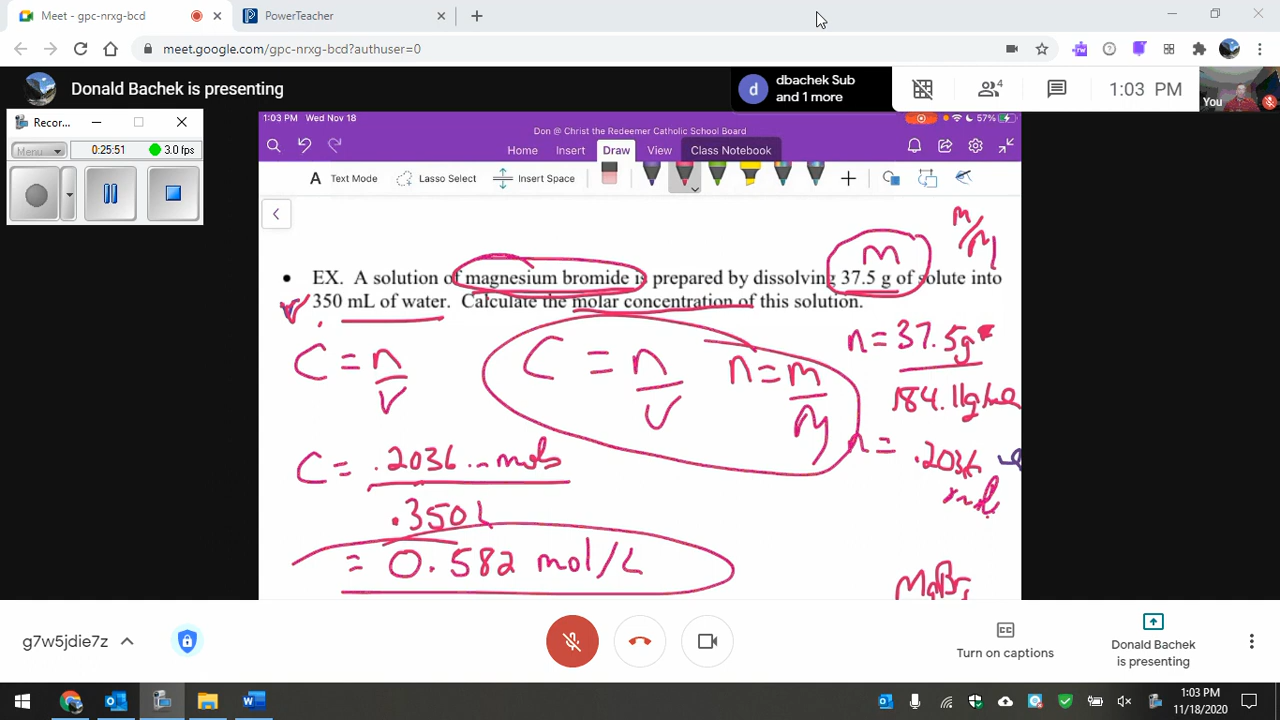 Meet - gpc-nrxg-bcd
PowerTeacher
meet.google.com/gpc-nrxg-bcd?authuser=0
Donald Bachek is presenting
d
dbachek Sub
and 1 more
4
1:03 PM
You
Recor...
Menu
0:25:51
3.0 fps
1:03 PM Wed Nov 18
57%
Don @ Christ the Redeemer Catholic School Board
Home
Insert
Draw
View
Class Notebook
A Text Mode
Lasso Select
Insert Space
m/M
m
• EX. A solution of magnesium bromide is prepared by dissolving 37.5 g of solute into
350 mL of water. Calculate the molar concentration of this solution.
v
C = n/v
C = n/v n = m/M
n = 37.5g
184.11g/
n = .2036
mol
C = .2036... mols
.350L
= 0.582 mol/L
MgBr
g7w5jdie7z
Turn on captions
Donald Bachek
is presenting
1:03 PM
11/18/2020